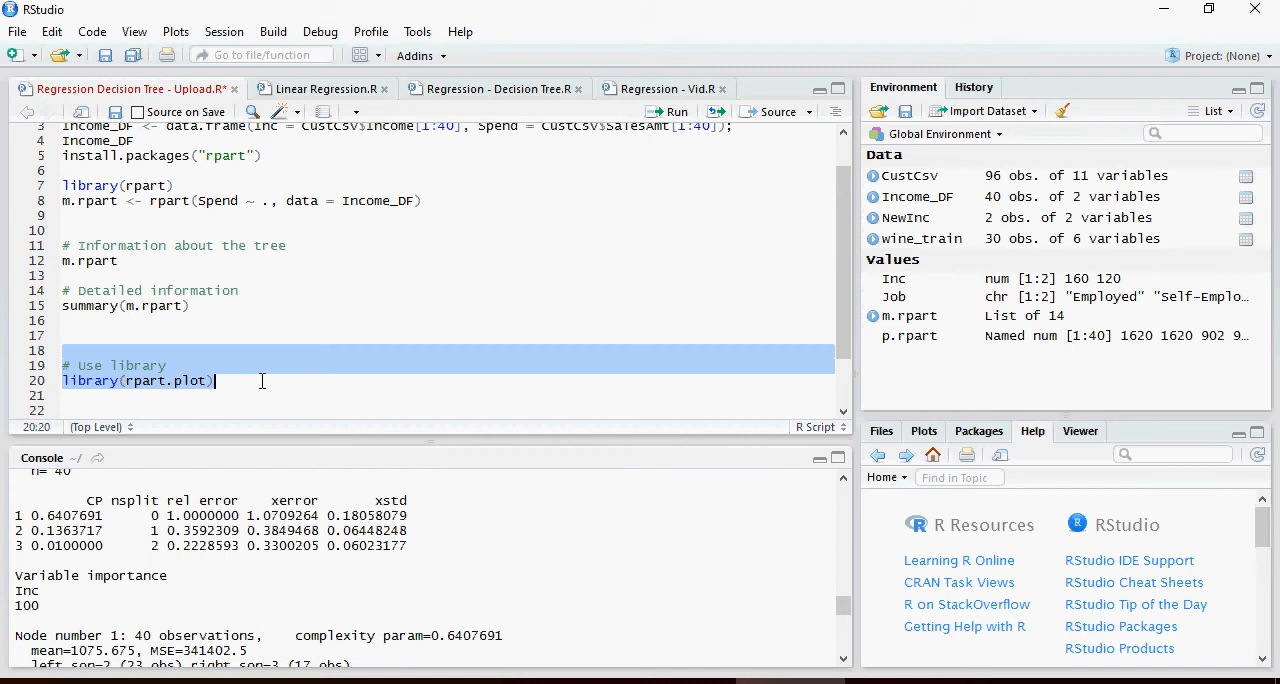 RStudio
File Edit Code View Plots Session Build Debug Profile Tools Help
Go to file/function Addins Project: (None)
Regression Decision Tree - Upload.R* Linear Regression.R Regression - Decision Tree.R Regression - Vid.R
Source on Save Run Source
3 Income_DF <- data.frame(Inc = CustCsv$Income[1:40], Spend = CustCsv$SalesAmt[1:40]);
4 Income_DF
5 install.packages("rpart")
6
7 library(rpart)
8 m.rpart <- rpart(Spend ~ ., data = Income_DF)
9
10
11 # Information about the tree
12 m.rpart
13
14 # Detailed information
15 summary(m.rpart)
16
17
18
19 # Use library
20 library(rpart.plot)
21
22
20:20 (Top Level) R Script
Console ~/
n= 40
CP nsplit rel error xerror xstd
1 0.6407691 0 1.0000000 1.0709264 0.18058079
2 0.1363717 1 0.3592309 0.3849468 0.06448248
3 0.0100000 2 0.2228593 0.3300205 0.06023177
Variable importance
Inc
100
Node number 1: 40 observations, complexity param=0.6407691
mean=1075.675, MSE=341402.5
left son=2 (23 obs) right son=3 (17 obs)
Environment History
Import Dataset List
Global Environment
Data
CustCsv 96 obs. of 11 variables
Income_DF 40 obs. of 2 variables
NewInc 2 obs. of 2 variables
wine_train 30 obs. of 6 variables
Values
Inc num [1:2] 160 120
Job chr [1:2] "Employed" "Self-Emplo…
m.rpart List of 14
p.rpart Named num [1:40] 1620 1620 902 9…
Files Plots Packages Help Viewer
Home Find in Topic
R Resources RStudio
Learning R Online RStudio IDE Support
CRAN Task Views RStudio Cheat Sheets
R on StackOverflow RStudio Tip of the Day
Getting Help with R RStudio Packages
RStudio Products